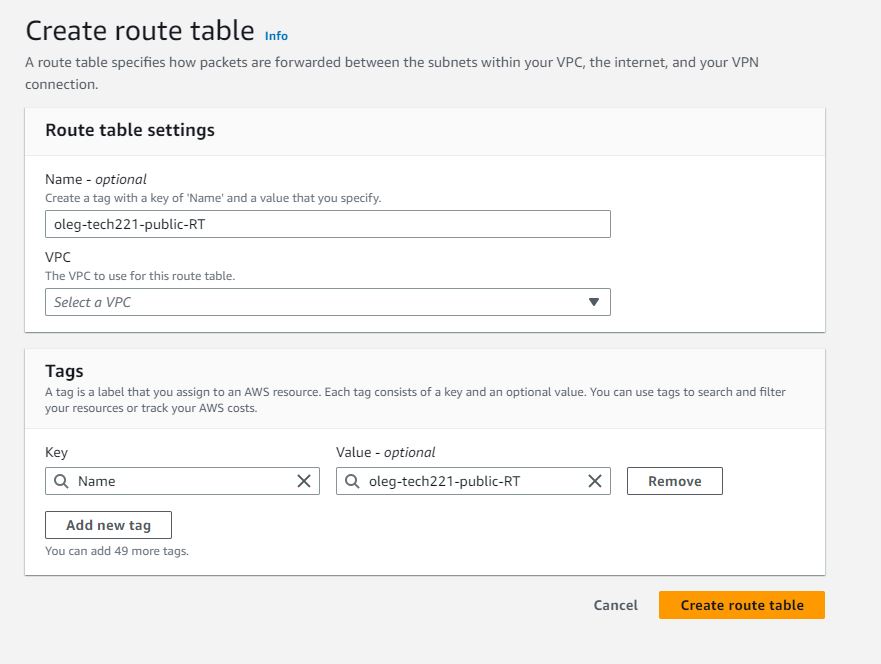 Create route table Info
A route table specifies how packets are forwarded between the subnets within your VPC, the internet, and your VPN
connection.
Route table settings
Name - optional
Create a tag with a key of 'Name' and a value that you specify.
oleg-tech221-public-RT
VPC
The VPC to use for this route table.
Select a VPC
Tags
A tag is a label that you assign to an AWS resource. Each tag consists of a key and an optional value. You can use tags to search and filter
your resources or track your AWS costs.
Key Value - optional
Name oleg-tech221-public-RT Remove
Add new tag
You can add 49 more tags.
Cancel Create route table